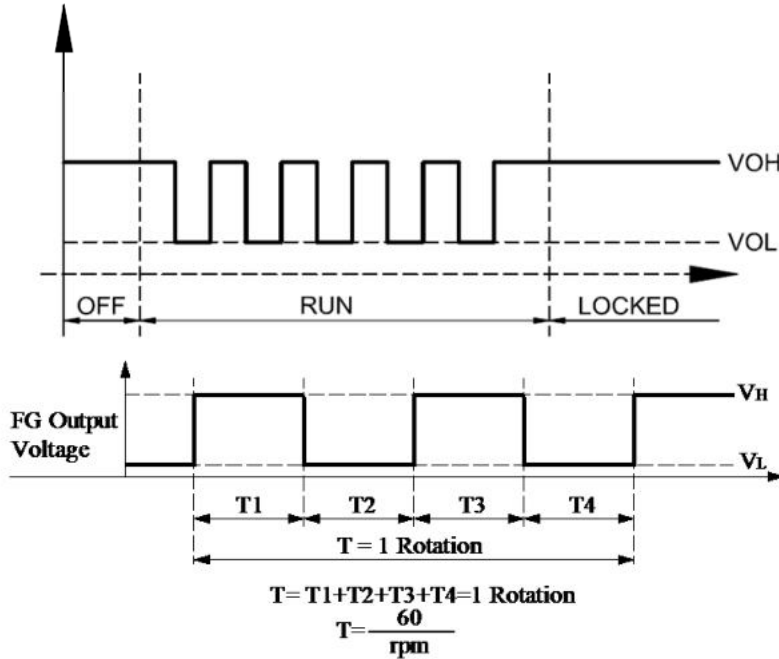 VOH
VOL
OFF RUN LOCKED
VH
FG Output
Voltage
VL
T1 T2 T3 T4
T = 1 Rotation
T= T1+T2+T3+T4=1 Rotation
T= 60
rpm